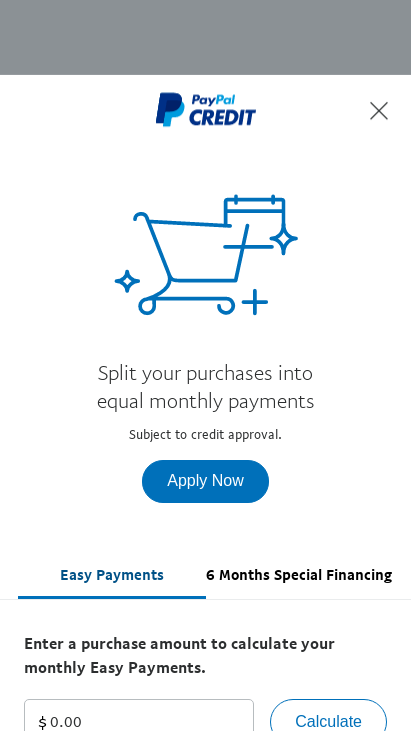 PayPal
CREDIT
Split your purchases into
equal monthly payments
Subject to credit approval.
Apply Now
Easy Payments
6 Months Special Financing
Enter a purchase amount to calculate your
monthly Easy Payments.
$ 0.00
Calculate